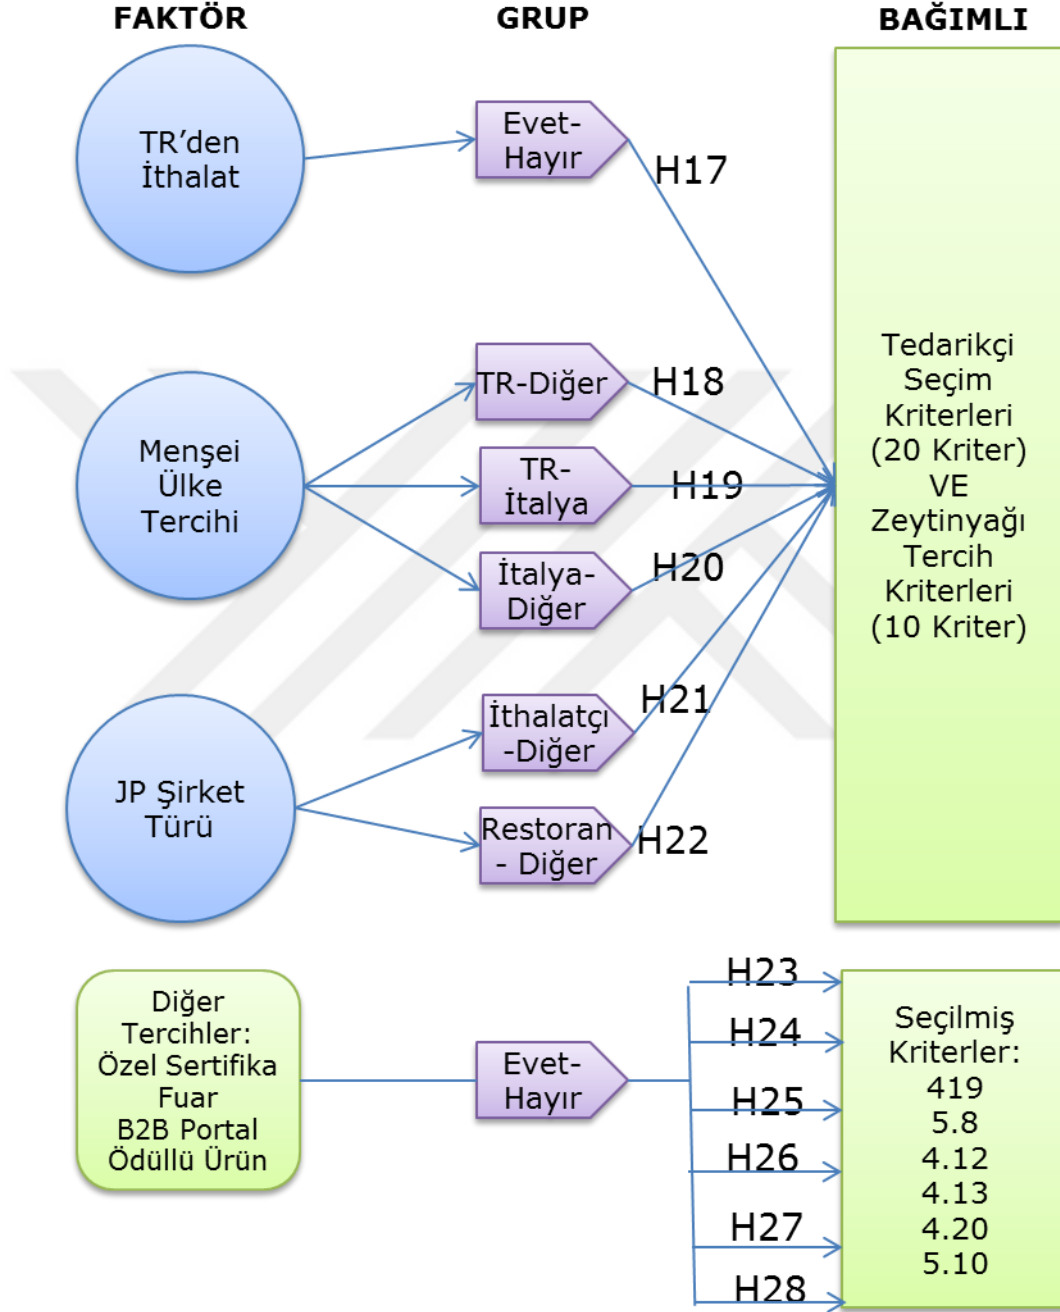 FAKTÖR GRUP BAĞIMLI
TR’den
İthalat
Evet-
Hayır
H17
Menşei
Ülke
Tercihi
TR-Diğer
H18
TR-
İtalya
H19
İtalya-
Diğer
H20
JP Şirket
Türü
İthalatçı
-Diğer
H21
Restoran
- Diğer
H22
Tedarikçi
Seçim
Kriterleri
(20 Kriter)
VE
Zeytinyağı
Tercih
Kriterleri
(10 Kriter)
Diğer
Tercihler:
Özel Sertifika
Fuar
B2B Portal
Ödüllü Ürün
Evet-
Hayır
H23
H24
H25
H26
H27
H28
Seçilmiş
Kriterler:
419
5.8
4.12
4.13
4.20
5.10